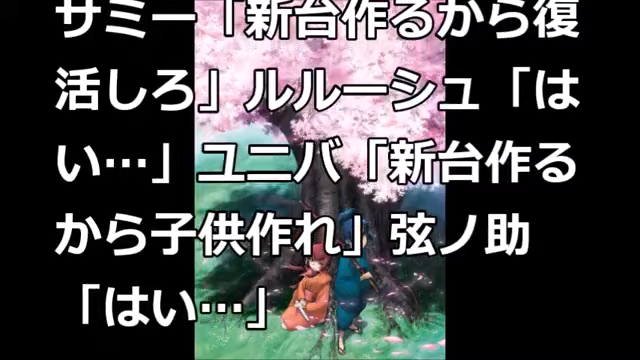 サミー「新台作るから復
活しろ」ルルーシュ「は
い…」ユニバ「新台作る
から子供作れ」弦ノ助
「はい…」